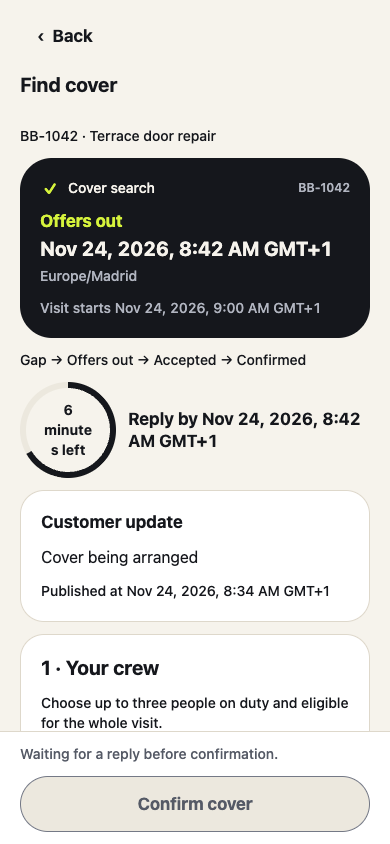 ‹ Back
Find cover
BB-1042 · Terrace door repair
Cover search
BB-1042
Offers out
Nov 24, 2026, 8:42 AM GMT+1
Europe/Madrid
Visit starts Nov 24, 2026, 9:00 AM GMT+1
Gap → Offers out → Accepted → Confirmed
6
minute
s left
Reply by Nov 24, 2026, 8:42
AM GMT+1
Customer update
Cover being arranged
Published at Nov 24, 2026, 8:34 AM GMT+1
1 · Your crew
Choose up to three people on duty and eligible
for the whole visit.
Waiting for a reply before confirmation.
Confirm cover